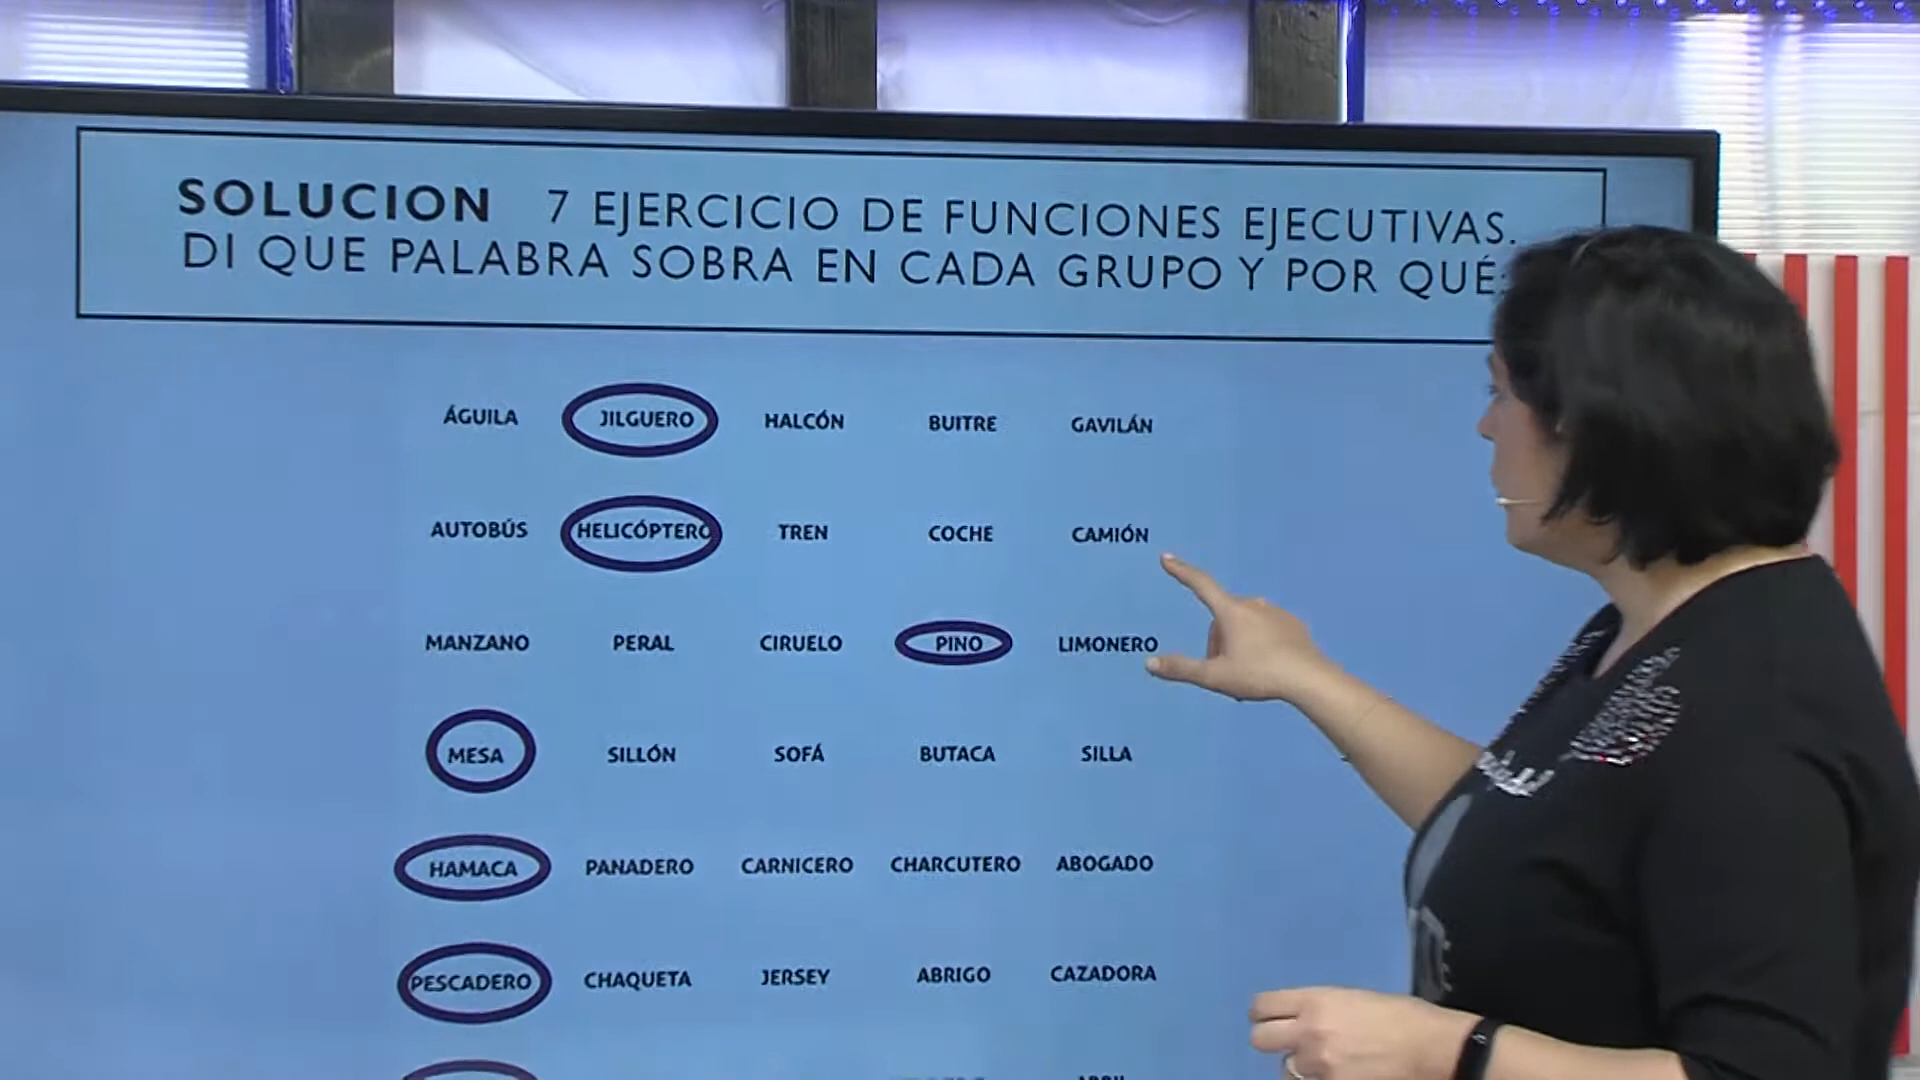 SOLUCION 7 EJERCICIO DE FUNCIONES EJECUTIVAS.
DI QUE PALABRA SOBRA EN CADA GRUPO Y POR QUÉ:
ÁGUILA JILGUERO HALCÓN BUITRE GAVILÁN
AUTOBÚS HELICÓPTERO TREN COCHE CAMIÓN
MANZANO PERAL CIRUELO PINO LIMONERO
MESA SILLÓN SOFÁ BUTACA SILLA
HAMACA PANADERO CARNICERO CHARCUTERO ABOGADO
PESCADERO CHAQUETA JERSEY ABRIGO CAZADORA